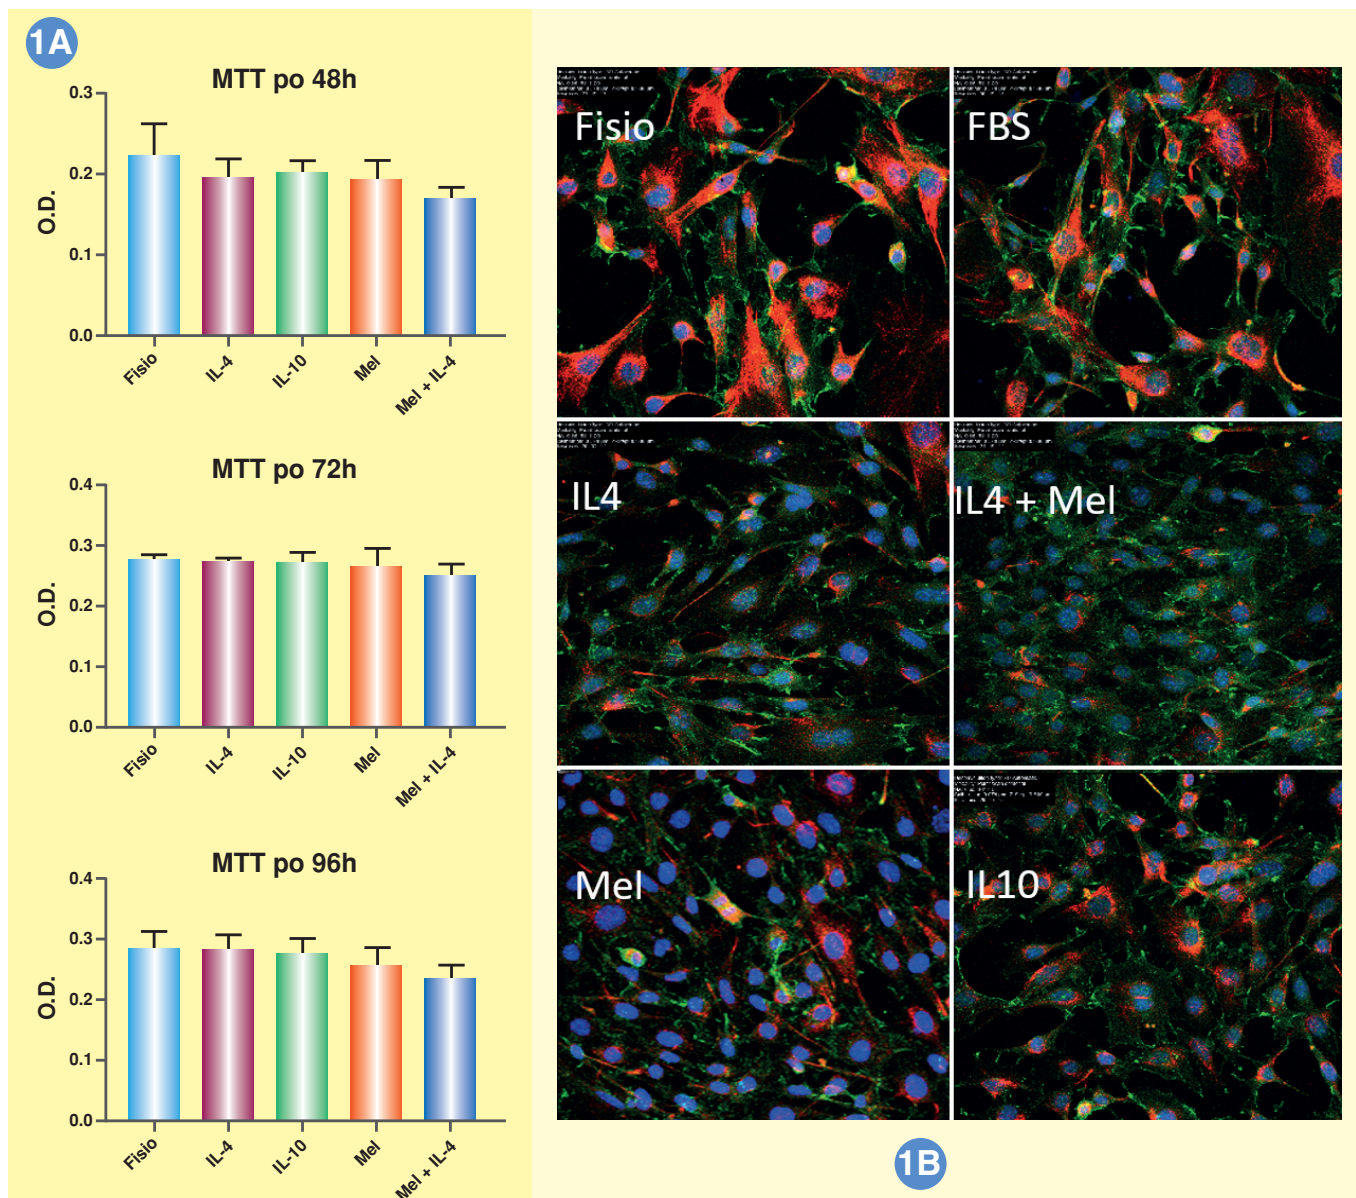 1A
MTT po 48h
0.3
0.2
0.1
0.0
O.D.
Fisio
IL-4
IL-10
Mel
Mel + IL-4
MTT po 72h
0.4
0.3
0.2
0.1
0.0
O.D.
Fisio
IL-4
IL-10
Mel
Mel + IL-4
MTT po 96h
0.4
0.3
0.2
0.1
0.0
O.D.
Fisio
IL-4
IL-10
Mel
Mel + IL-4
Fisio
FBS
IL4
IL4 + Mel
Mel
IL10
1B